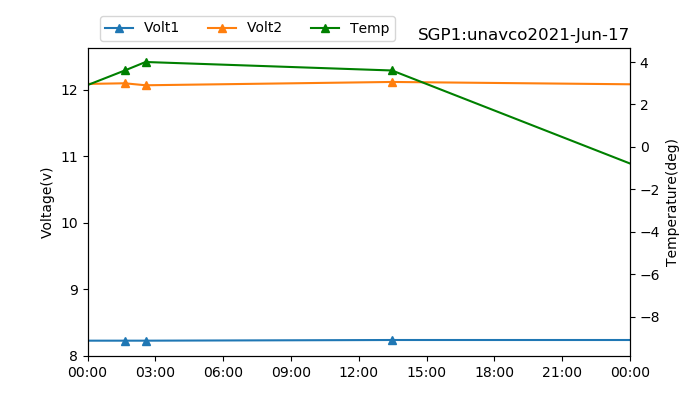 Volt1 Volt2 Temp
SGP1:unavco2021-Jun-17
12
11
10
9
8
Voltage(v)
4
2
0
−2
−4
−6
−8
Temperature(deg)
00:00 03:00 06:00 09:00 12:00 15:00 18:00 21:00 00:00